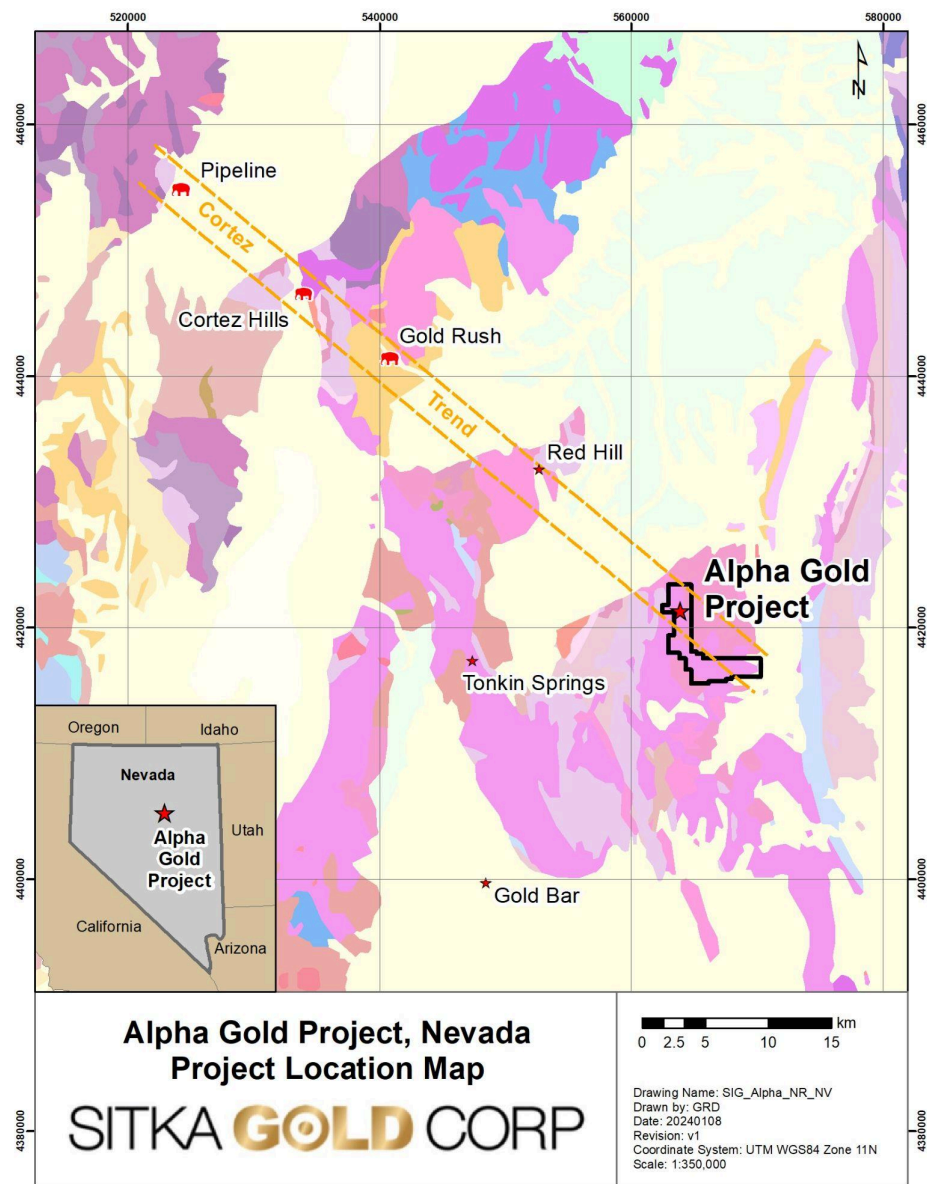 520000
540000
560000
580000
N
4460000
4460000
Pipeline
Cortez
Cortez Hills
Gold Rush
4440000
4440000
Trend
Red Hill
Alpha Gold
Project
4420000
4420000
Tonkin Springs
Oregon
Idaho
Nevada
Utah
Alpha
Gold
Project
California
Arizona
4400000
Gold Bar
Alpha Gold Project, Nevada
Project Location Map
SITKA GOLD CORP
km
0 2.5 5 10 15
Drawing Name: SIG_Alpha_NR_NV
Drawn by: GRD
Date: 20240108
Revision: v1
Coordinate System: UTM WGS84 Zone 11N
Scale: 1:350,000
4380000